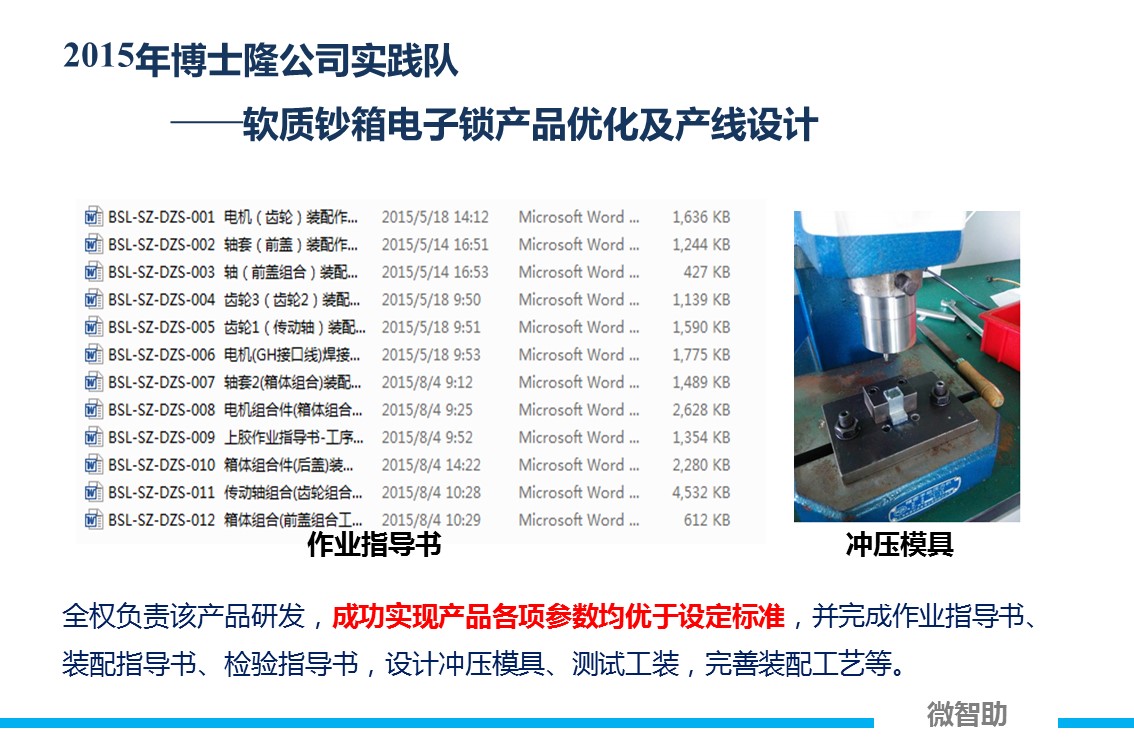 2015年博士隆公司实践队
——软质钞箱电子锁产品优化及产线设计
BSL-SZ-DZS-001 电机（齿轮）装配作... 2015/5/18 14:12 Microsoft Word ... 1,636 KB
BSL-SZ-DZS-002 轴套（前盖）装配作... 2015/5/14 16:51 Microsoft Word ... 1,244 KB
BSL-SZ-DZS-003 轴（前盖组合）装配... 2015/5/14 16:53 Microsoft Word ... 427 KB
BSL-SZ-DZS-004 齿轮3（齿轮2）装配... 2015/5/18 9:50 Microsoft Word ... 1,139 KB
BSL-SZ-DZS-005 齿轮1（传动轴）装配... 2015/5/18 9:51 Microsoft Word ... 1,590 KB
BSL-SZ-DZS-006 电机(GH接口线)焊接... 2015/5/18 9:53 Microsoft Word ... 1,775 KB
BSL-SZ-DZS-007 轴套2(箱体组合)装配... 2015/8/4 9:12 Microsoft Word ... 1,489 KB
BSL-SZ-DZS-008 电机组合件(箱体组合... 2015/8/4 9:25 Microsoft Word ... 2,628 KB
BSL-SZ-DZS-009 上胶作业指导书-工序... 2015/8/4 9:52 Microsoft Word ... 1,354 KB
BSL-SZ-DZS-010 箱体组合件(后盖)装... 2015/8/4 14:22 Microsoft Word ... 2,280 KB
BSL-SZ-DZS-011 传动轴组合(齿轮组合... 2015/8/4 10:28 Microsoft Word ... 4,532 KB
BSL-SZ-DZS-012 箱体组合(前盖组合工... 2015/8/4 10:29 Microsoft Word ... 612 KB
作业指导书
冲压模具
全权负责该产品研发，成功实现产品各项参数均优于设定标准，并完成作业指导书、
装配指导书、检验指导书，设计冲压模具、测试工装，完善装配工艺等。
微智助